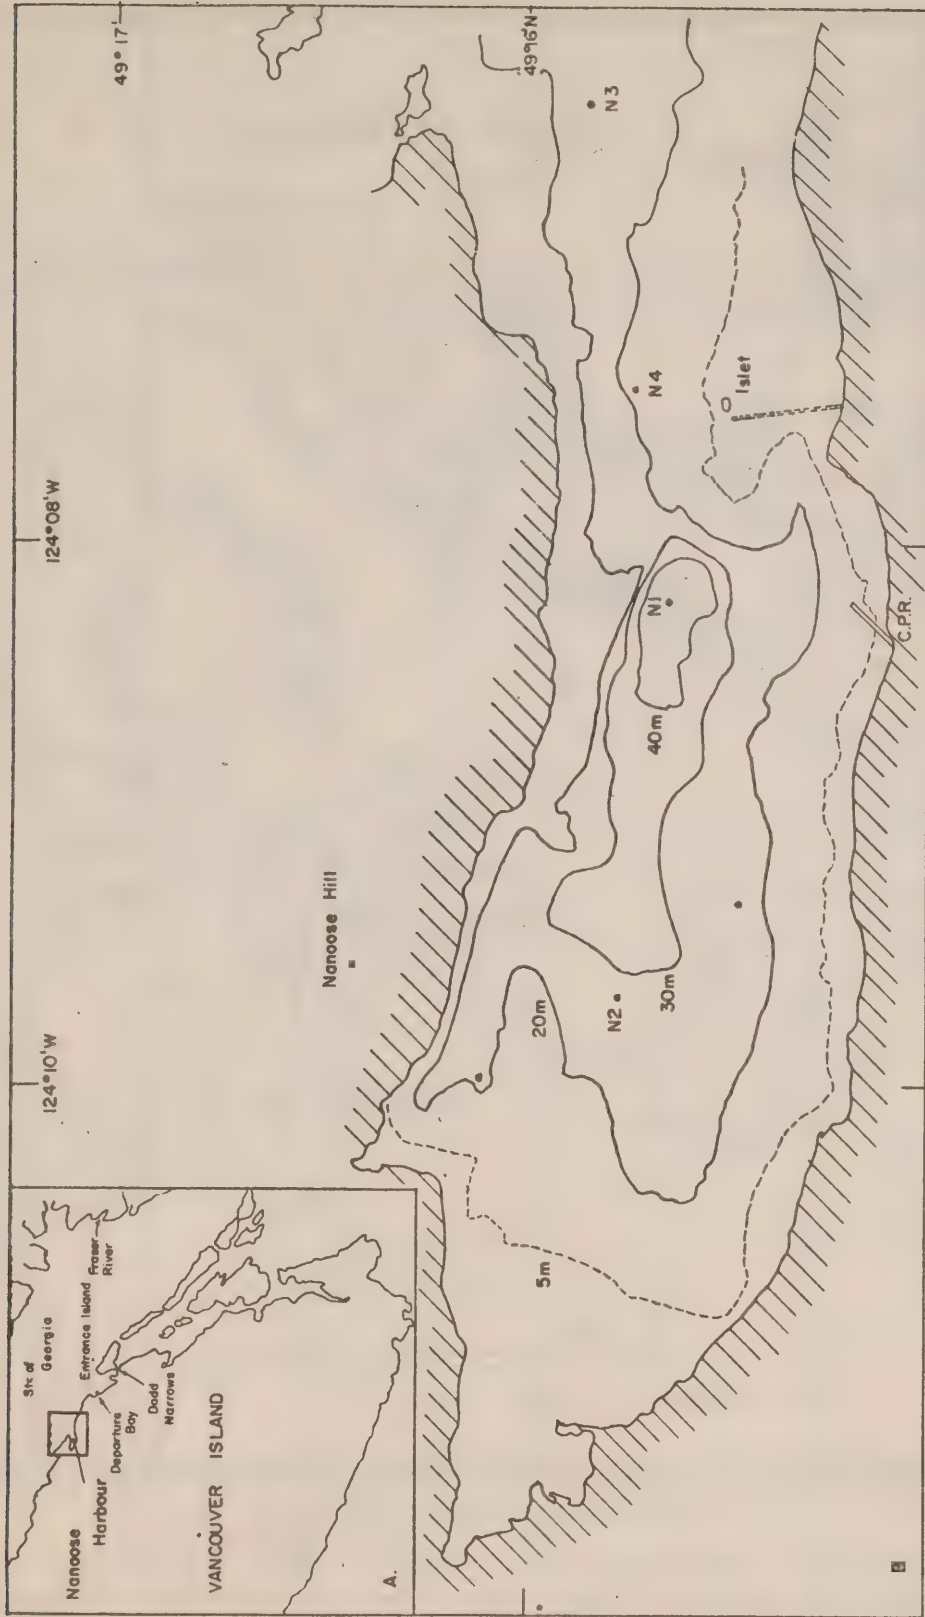 124°10'W
124°08'W
49° 17'
49°16'N
Str. of
Georgia
Entrance Island
Fraser
River
Nanoose
Harbour
Departure
Bay
Dodd
Narrows
VANCOUVER ISLAND
A.
Nanoose Hill
20m
N2
30m
40m
N1
N4
N3
5m
Islet
C.P.R.
B